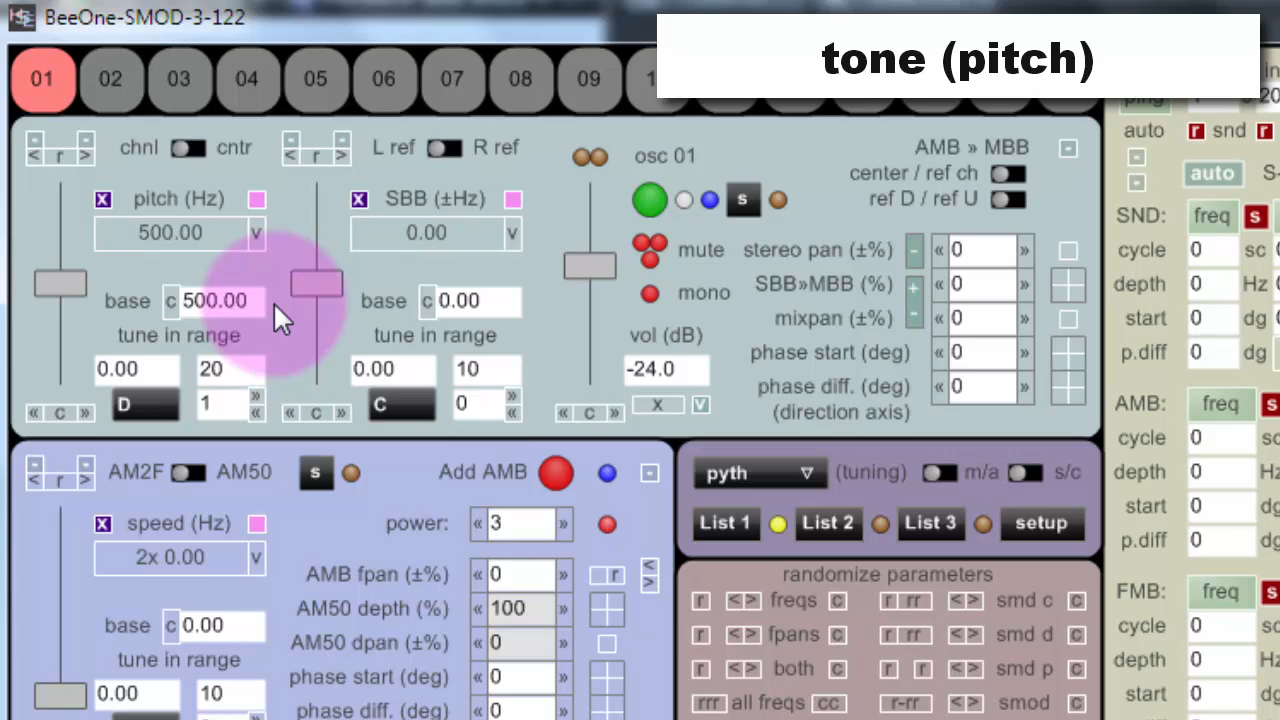 BeeOne-SMOD-3-122
tone (pitch)
01 02 03 04 05 06 07 08 09
chnl cntr
L ref R ref
osc 01
AMB » MBB
center / ref ch
ref D / ref U
pitch (Hz)
500.00 v
base c 500.00
tune in range
0.00 20
D 1
SBB (±Hz)
0.00 v
base c 0.00
tune in range
0.00 10
C 0
s
mute
mono
vol (dB)
-24.0
x v
stereo pan (±%) « 0 »
SBB»MBB (%) « 0 »
mixpan (±%) « 0 »
phase start (deg) « 0 »
phase diff. (deg) « 0 »
(direction axis)
« c » « c » « c »
AM2F AM50 s Add AMB
speed (Hz)
2x 0.00 v
base c 0.00
tune in range
0.00 10
power: « 3 »
AMB fpan (±%) « 0 » r < >
AM50 depth (%) « 100 »
AM50 dpan (±%) « 0 »
phase start (deg) « 0 »
phase diff. (deg) « 0 »
pyth (tuning) m/a s/c
List 1 List 2 List 3 setup
randomize parameters
r < > freqs c r rr < > smd c c
r < > fpans c r rr < > smd d c
r < > both c r r < > smd p c
rrr all freqs cc r-rr < > smod c
ping
auto r snd r
auto S-
SND: freq s
cycle 0 sc
depth 0 Hz
start 0 dg
p.diff 0 dg
AMB: freq s
cycle 0
depth 0
start 0
p.diff 0
FMB: freq s
cycle 0
depth 0
start 0